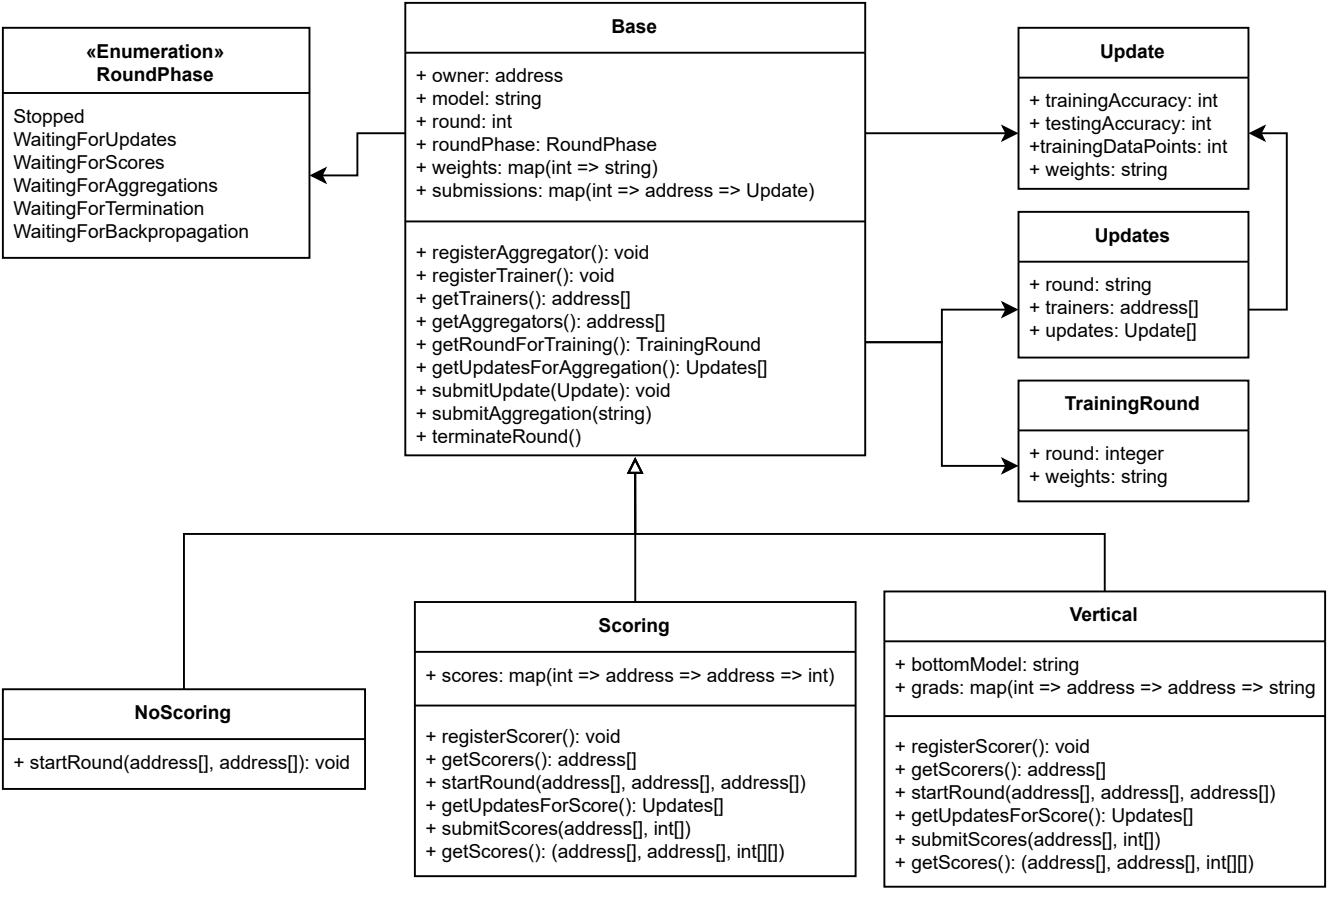 «Enumeration»
RoundPhase
Stopped
WaitingForUpdates
WaitingForScores
WaitingForAggregations
WaitingForTermination
WaitingForBackpropagation
Base
+ owner: address
+ model: string
+ round: int
+ roundPhase: RoundPhase
+ weights: map(int => string)
+ submissions: map(int => address => Update)
+ registerAggregator(): void
+ registerTrainer(): void
+ getTrainers(): address[]
+ getAggregators(): address[]
+ getRoundForTraining(): TrainingRound
+ getUpdatesForAggregation(): Updates[]
+ submitUpdate(Update): void
+ submitAggregation(string)
+ terminateRound()
Update
+ trainingAccuracy: int
+ testingAccuracy: int
+trainingDataPoints: int
+ weights: string
Updates
+ round: string
+ trainers: address[]
+ updates: Update[]
TrainingRound
+ round: integer
+ weights: string
NoScoring
+ startRound(address[], address[]): void
Scoring
+ scores: map(int => address => address => int)
+ registerScorer(): void
+ getScorers(): address[]
+ startRound(address[], address[], address[])
+ getUpdatesForScore(): Updates[]
+ submitScores(address[], int[])
+ getScores(): (address[], address[], int[][])
Vertical
+ bottomModel: string
+ grads: map(int => address => address => string
+ registerScorer(): void
+ getScorers(): address[]
+ startRound(address[], address[], address[])
+ getUpdatesForScore(): Updates[]
+ submitScores(address[], int[])
+ getScores(): (address[], address[], int[][])